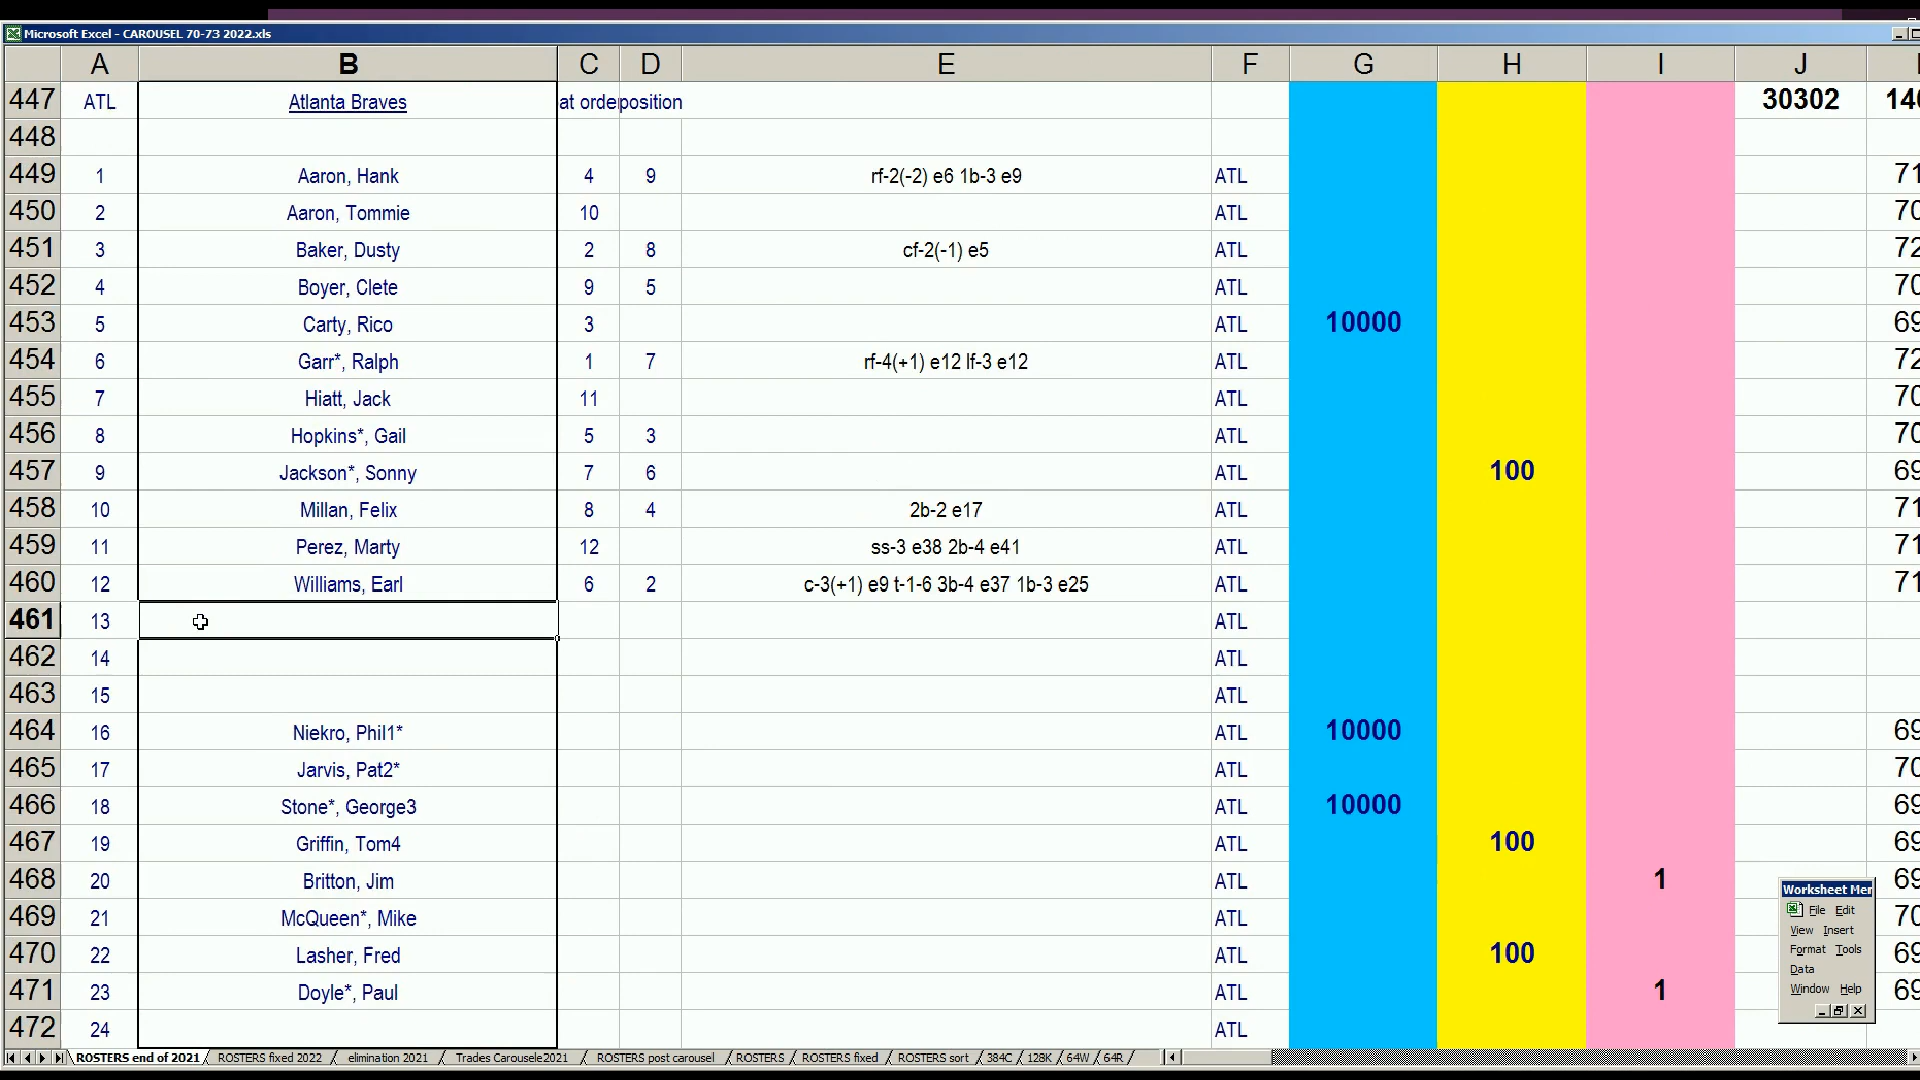 Microsoft Excel - CAROUSEL 70-73 2022.xls
A B C D E F G H I J
447 ATL Atlanta Braves at orde position 30302 140
448
449 1 Aaron, Hank 4 9 rf-2(-2) e6 1b-3 e9 ATL 71
450 2 Aaron, Tommie 10 ATL 70
451 3 Baker, Dusty 2 8 cf-2(-1) e5 ATL 72
452 4 Boyer, Clete 9 5 ATL 70
453 5 Carty, Rico 3 ATL 10000 69
454 6 Garr*, Ralph 1 7 rf-4(+1) e12 lf-3 e12 ATL 72
455 7 Hiatt, Jack 11 ATL 70
456 8 Hopkins*, Gail 5 3 ATL 70
457 9 Jackson*, Sonny 7 6 ATL 100 69
458 10 Millan, Felix 8 4 2b-2 e17 ATL 71
459 11 Perez, Marty 12 ss-3 e38 2b-4 e41 ATL 71
460 12 Williams, Earl 6 2 c-3(+1) e9 t-1-6 3b-4 e37 1b-3 e25 ATL 71
461 13 ATL
462 14 ATL
463 15 ATL
464 16 Niekro, Phil1* ATL 10000 69
465 17 Jarvis, Pat2* ATL 70
466 18 Stone*, George3 ATL 10000 69
467 19 Griffin, Tom4 ATL 100 69
468 20 Britton, Jim ATL 1 69
469 21 McQueen*, Mike ATL 70
470 22 Lasher, Fred ATL 100 69
471 23 Doyle*, Paul ATL 1 69
472 24 ATL
Worksheet Mer
File Edit
View Insert
Format Tools
Data
Window Help
ROSTERS end of 2021 ROSTERS fixed 2022 elimination 2021 Trades Carousele2021 ROSTERS post carousel ROSTERS ROSTERS fixed ROSTERS sort 384C 128K 64W 64R